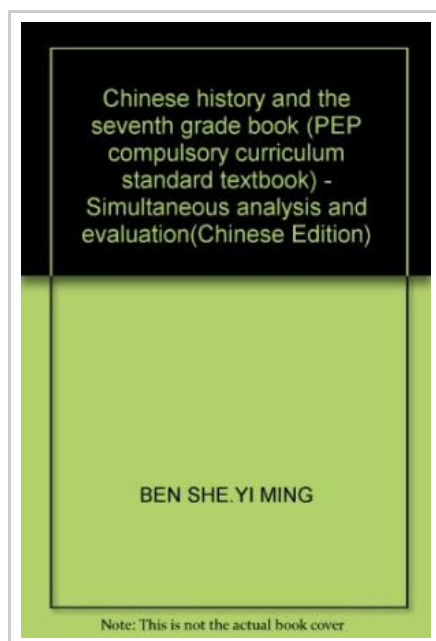 Chinese history and the
seventh grade book (PEP
compulsory curriculum
standard textbook) -
Simultaneous analysis and
evaluation(Chinese Edition)
BEN SHE.YI MING
Note: This is not the actual book cover